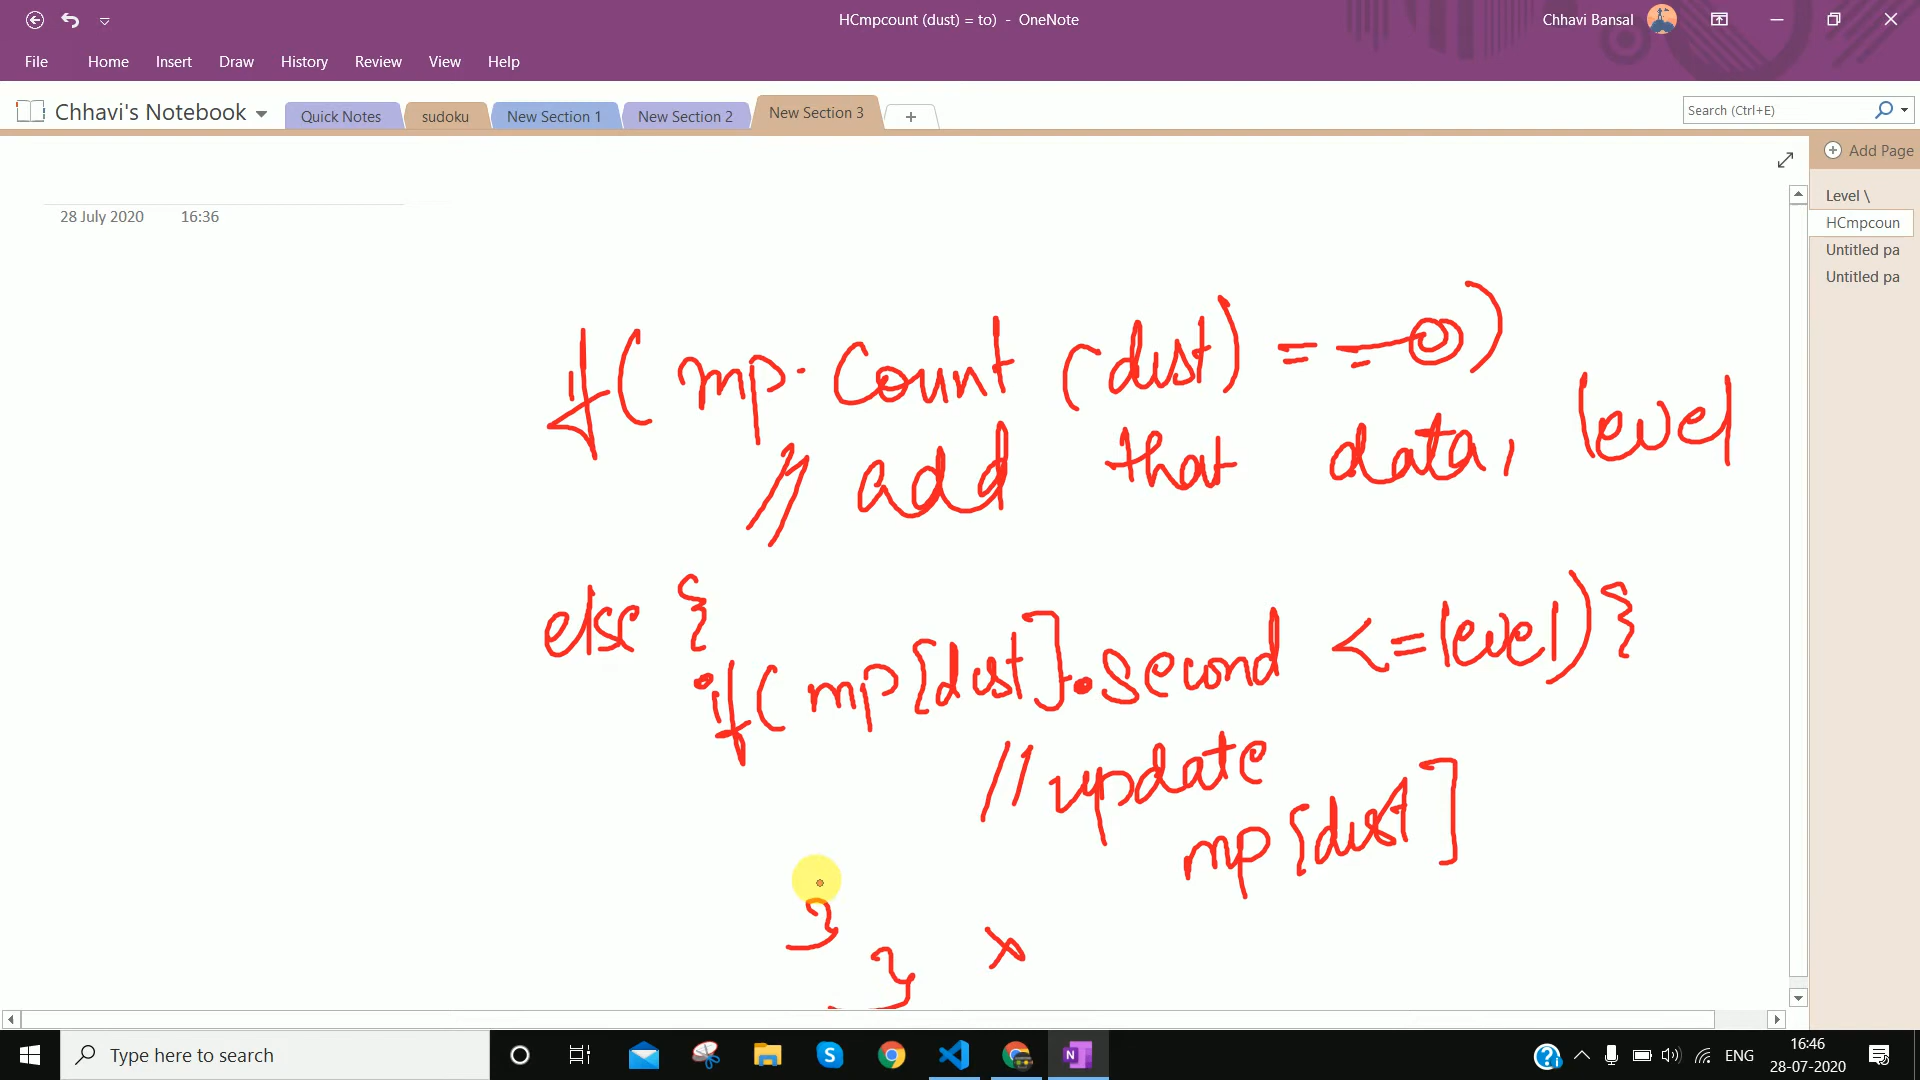 HCmpcount (dust) = to) - OneNote
Chhavi Bansal
File Home Insert Draw History Review View Help
Chhavi's Notebook
Quick Notes
sudoku
New Section 1
New Section 2
New Section 3
+
Search (Ctrl+E)
Add Page
Level \
HCmpcoun
Untitled pa
Untitled pa
28 July 2020 16:36
if( mp.count (dist) == 0)
// add that data, level
else {
if( mp[dist].second <= level) {
// update
mp[dist]
}
}
Type here to search
ENG
16:46
28-07-2020